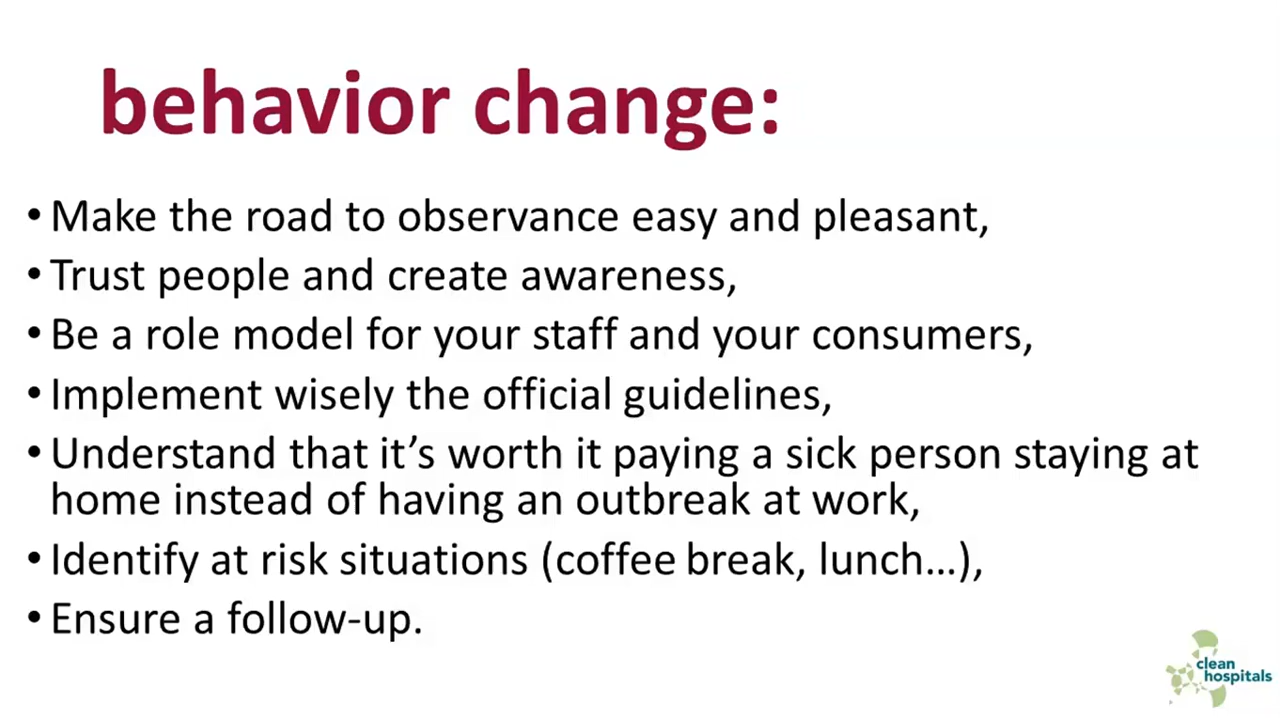 behavior change:
• Make the road to observance easy and pleasant,
• Trust people and create awareness,
• Be a role model for your staff and your consumers,
• Implement wisely the official guidelines,
• Understand that it’s worth it paying a sick person staying at
home instead of having an outbreak at work,
• Identify at risk situations (coffee break, lunch…),
• Ensure a follow-up.
clean
hospitals